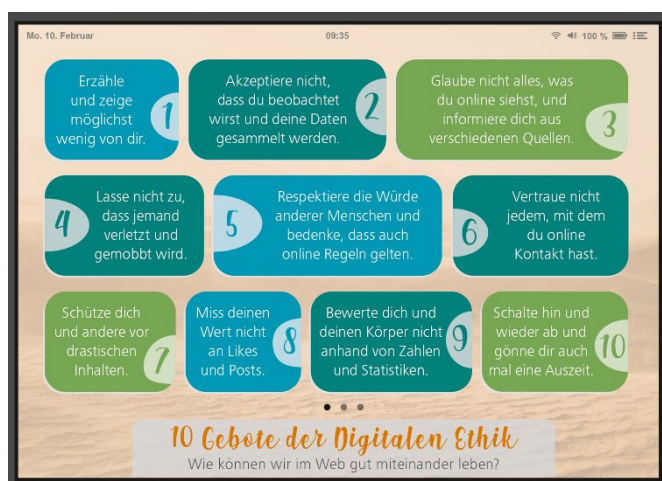 Mo. 10. Februar 09:35 100 %
Erzähle
und zeige
möglichst
wenig von dir.
1
Akzeptiere nicht,
dass du beobachtet
wirst und deine Daten
gesammelt werden.
2
Glaube nicht alles, was
du online siehst, und
informiere dich aus
verschiedenen Quellen.
3
4
Lasse nicht zu,
dass jemand
verletzt und
gemobbt wird.
5
Respektiere die Würde
anderer Menschen und
bedenke, dass auch
online Regeln gelten.
6
Vertraue nicht
jedem, mit dem
du online
Kontakt hast.
Schütze dich
und andere vor
drastischen
Inhalten.
7
Miss deinen
Wert nicht
an Likes
und Posts.
8
Bewerte dich und
deinen Körper nicht
anhand von Zahlen
und Statistiken.
9
Schalte hin und
wieder ab und
gönne dir auch
mal eine Auszeit.
10
10 Gebote der Digitalen Ethik
Wie können wir im Web gut miteinander leben?